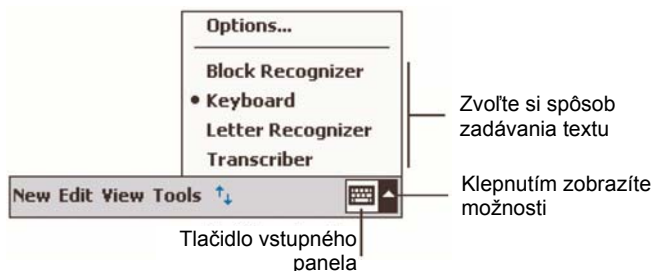 Options...
Block Recognizer
• Keyboard
Letter Recognizer
Transcriber
Zvoľte si spôsob
zadávania textu
New Edit View Tools
Klepnutím zobrazíte
možnosti
Tlačidlo vstupného
panela